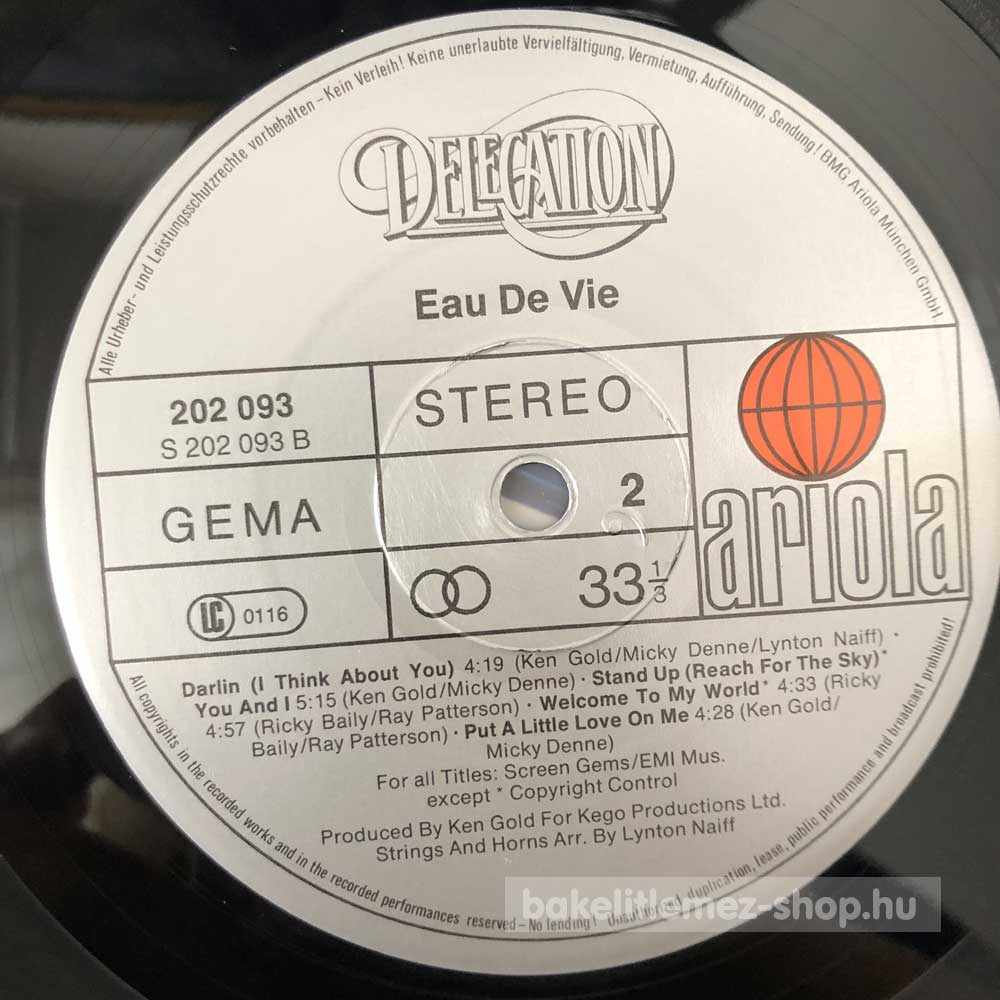 Alle Urheber- und Leistungsschutzrechte vorbehalten – Kein Verleih! Keine unerlaubte Vervielfältigung, Vermietung, Aufführung, Sendung! BMG Ariola München GmbH.
DELEGATION
Eau De Vie
202 093
S 202 093 B
STEREO
GEMA
2
LC 0116
33 1/3
ariola
Darlin (I Think About You) 4:19 (Ken Gold/Micky Denne/Lynton Naiff) ·
You And I 5:15 (Ken Gold/Micky Denne) · Stand Up (Reach For The Sky)*
4:57 (Ricky Baily/Ray Patterson) · Welcome To My World* 4:33 (Ricky
Baily/Ray Patterson) · Put A Little Love On Me 4:28 (Ken Gold/
Micky Denne)
For all Titles: Screen Gems/EMI Mus.
except * Copyright Control
Produced By Ken Gold For Kego Productions Ltd.
Strings And Horns Arr. By Lynton Naiff
All copyrights in the recorded works and in the recorded performances reserved – No lending! Unauthorized duplication, lease, public performance and broadcast prohibited!
bakelitlemez-shop.hu